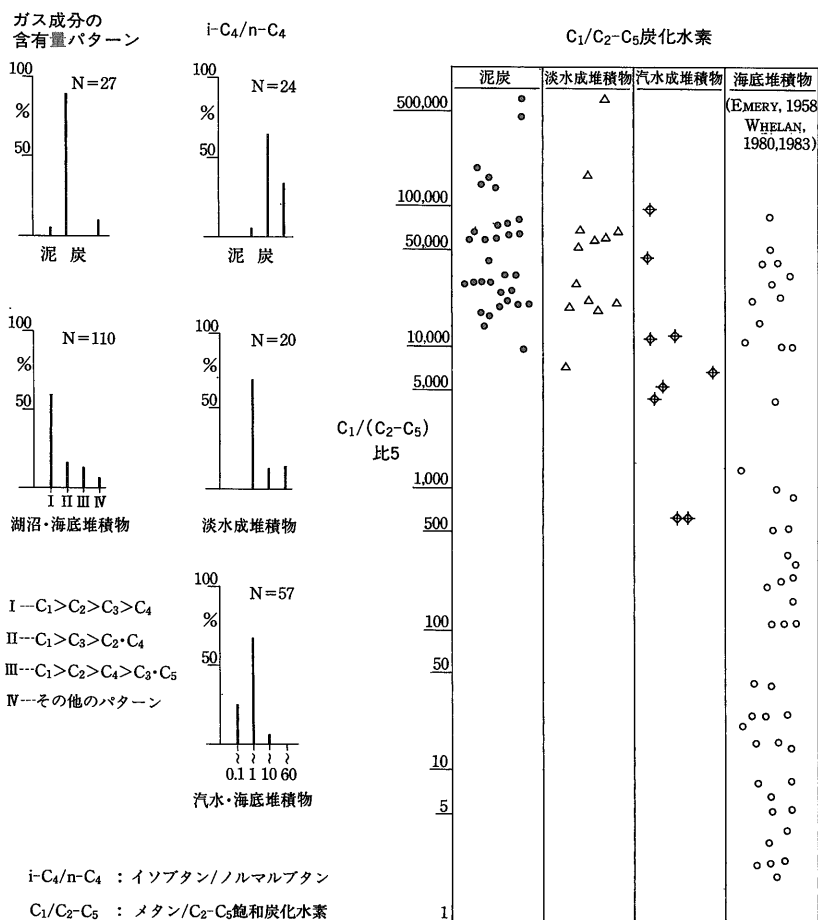 ガス成分の
含有量パターン
i-C4/n-C4
100
%
50
N=27
泥炭
100
%
50
N=24
泥炭
100
%
50
N=110
I II III IV
湖沼・海底堆積物
100
%
50
N=20
淡水成堆積物
I---C1>C2>C3>C4
II---C1>C3>C2・C4
III---C1>C2>C4>C3・C5
IV---その他のパターン
100
%
50
N=57
~ ~ ~ ~
0.1 1 10 60
汽水・海底堆積物
i-C4/n-C4 : イソブタン/ノルマルブタン
C1/C2-C5 : メタン/C2-C5飽和炭化水素
C1/C2-C5炭化水素
泥炭 淡水成堆積物 汽水成堆積物 海底堆積物
(EMERY, 1958
WHELAN,
1980,1983)
500,000
100,000
50,000
10,000
5,000
C1/(C2-C5)
比5
1,000
500
100
50
10
5
1